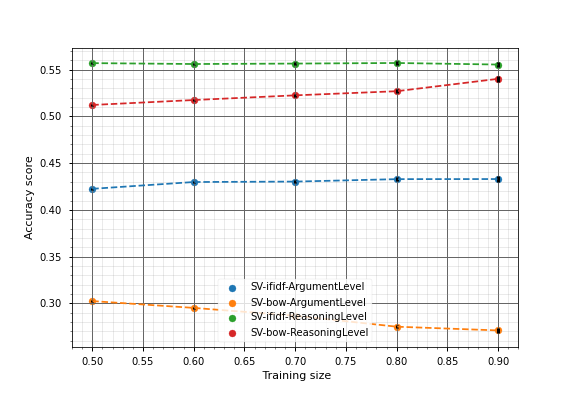 0.55
0.50
0.45
0.40
0.35
0.30
Accuracy score
SV-ifidf-ArgumentLevel
SV-bow-ArgumentLevel
SV-ifidf-ReasoningLevel
SV-bow-ReasoningLevel
0.50 0.55 0.60 0.65 0.70 0.75 0.80 0.85 0.90
Training size